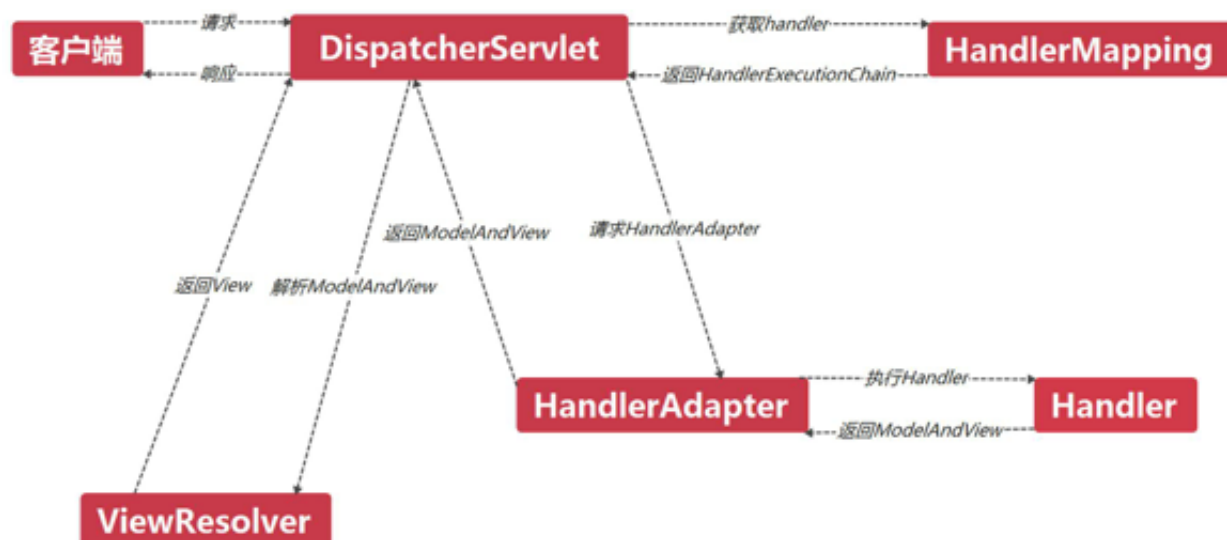 请求
获取handler
客户端
DispatcherServlet
HandlerMapping
响应
返回HandlerExecutionChain
返回ModelAndView
请求HandlerAdapter
返回View
解析ModelAndView
执行Handler
HandlerAdapter
Handler
返回ModelAndView
ViewResolver